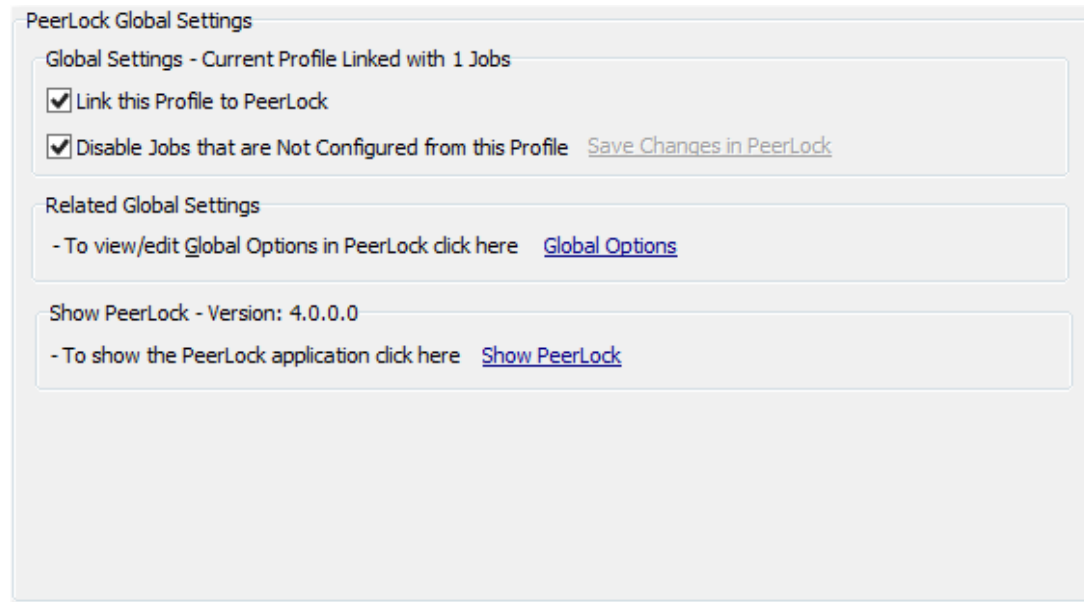 PeerLock Global Settings
Global Settings - Current Profile Linked with 1 Jobs
Link this Profile to PeerLock
Disable Jobs that are Not Configured from this Profile Save Changes in PeerLock
Related Global Settings
- To view/edit Global Options in PeerLock click here Global Options
Show PeerLock - Version: 4.0.0.0
- To show the PeerLock application click here Show PeerLock